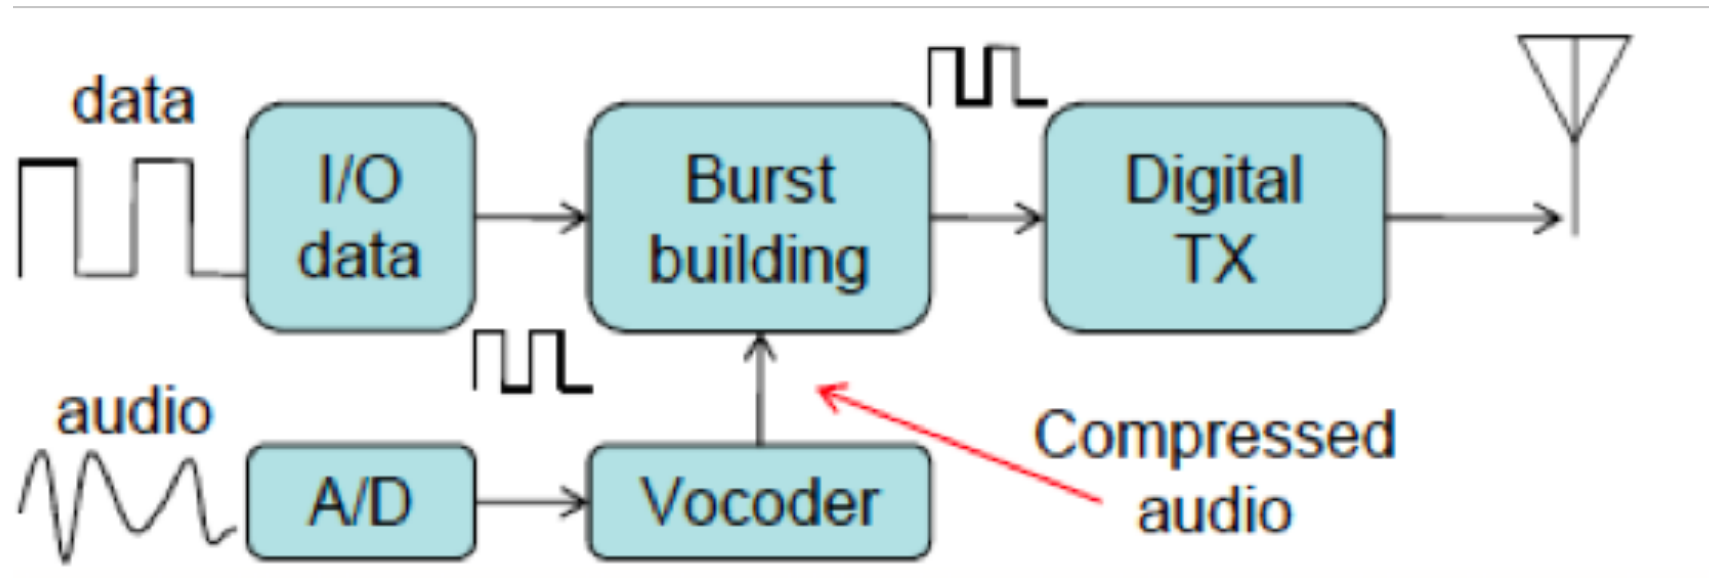 data
I/O
data
Burst
building
Digital
TX
audio
A/D
Vocoder
Compressed
audio